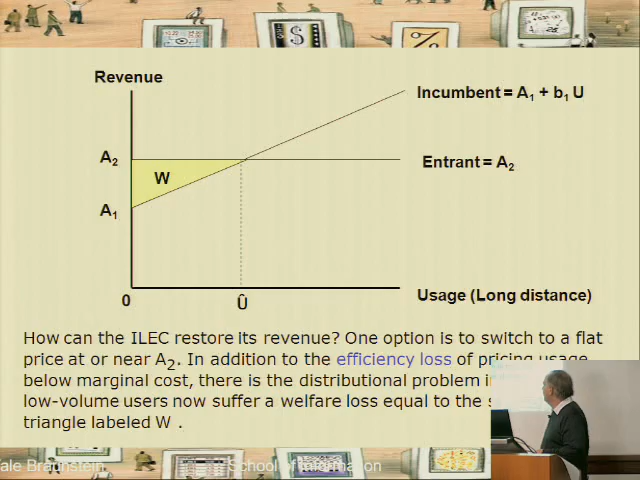 Revenue
Incumbent = A₁ + b₁ U
A₂
Entrant = A₂
W
A₁
0
Û
Usage (Long distance)
How can the ILEC restore its revenue? One option is to switch to a flat
price at or near A₂. In addition to the efficiency loss of pricing usage
below marginal cost, there is the distributional problem
low-volume users now suffer a welfare loss equal to the
triangle labeled W .
Braunstein School of Information